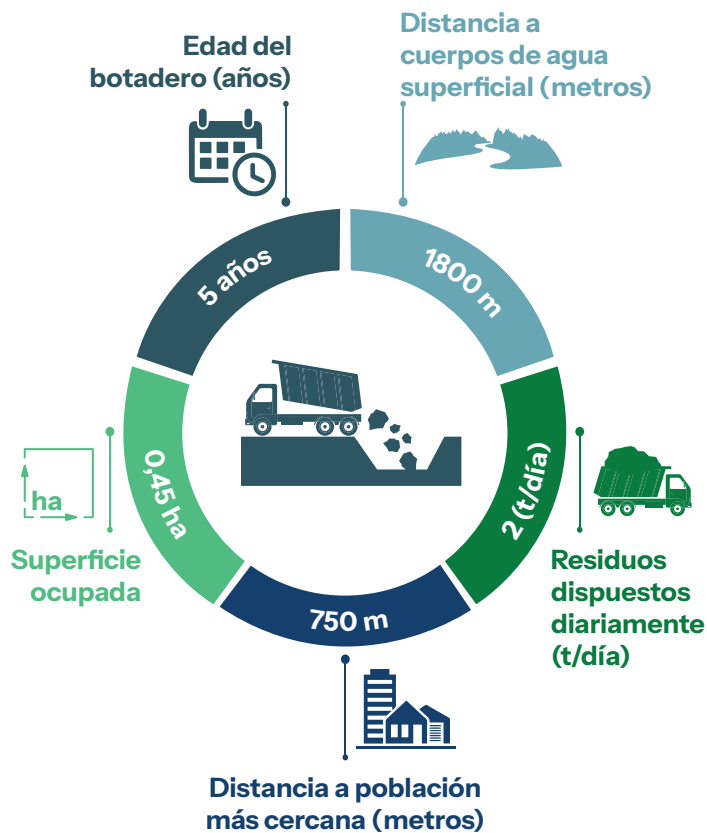 Edad del
botadero (años)
Distancia a
cuerpos de agua
superficial (metros)
5 años
1800 m
0,45 ha
2 (t/día)
750 m
ha
Superficie
ocupada
Residuos
dispuestos
diariamente
(t/día)
Distancia a población
más cercana (metros)